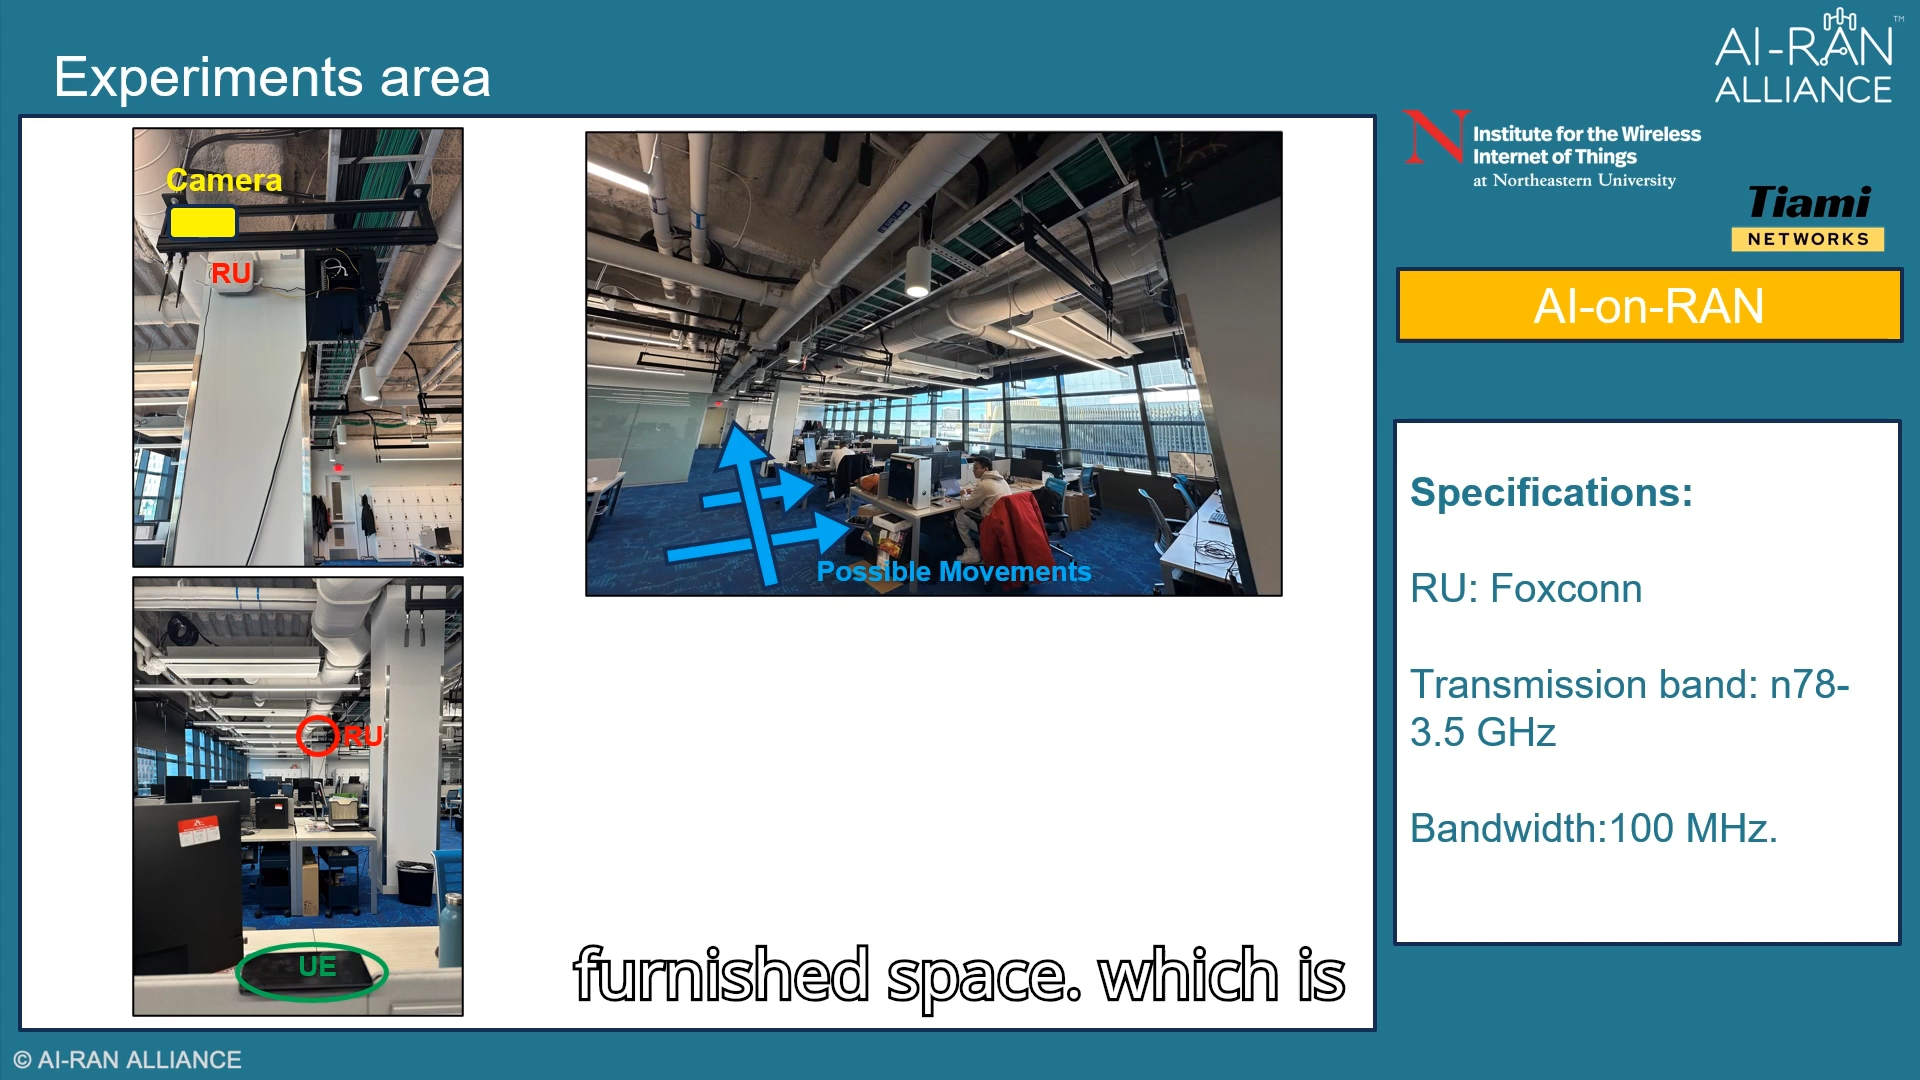 Experiments area
AI-RAN
ALLIANCE
TM
Institute for the Wireless
Internet of Things
at Northeastern University
N
Tiami
NETWORKS
AI-on-RAN
Camera
RU
RU
UE
Possible Movements
Specifications:
RU: Foxconn
Transmission band: n78-
3.5 GHz
Bandwidth:100 MHz.
furnished space. which is
© AI-RAN ALLIANCE